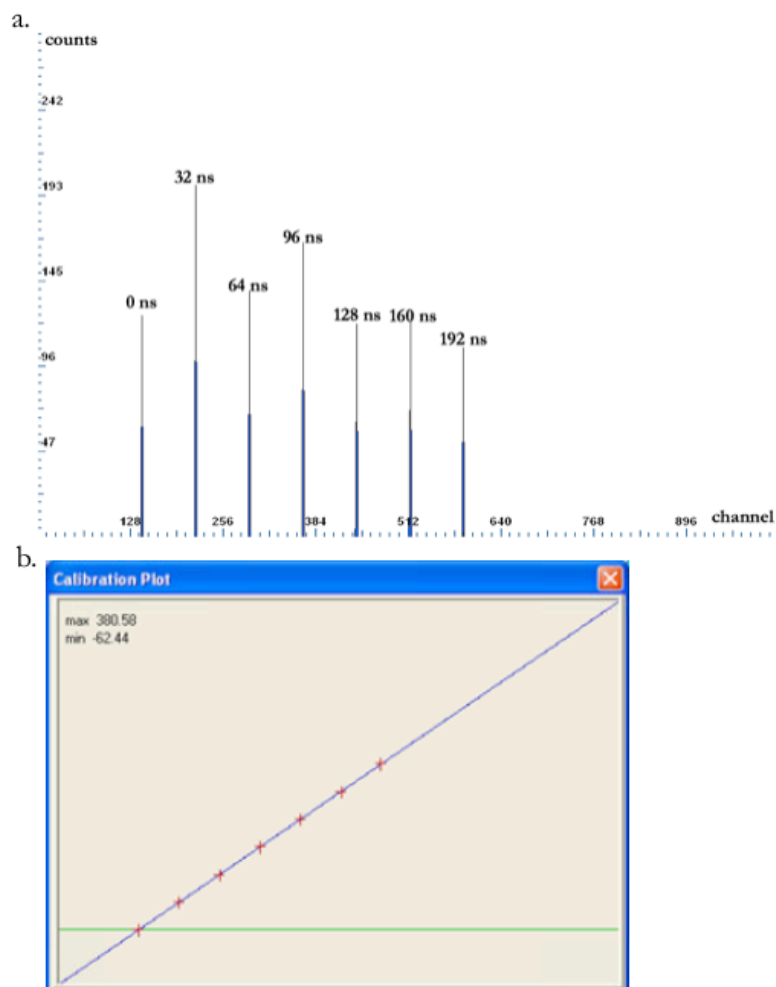 a.
counts
242
193
145
96
47
0 ns
32 ns
64 ns
96 ns
128 ns 160 ns
192 ns
128 256 384 512 640 768 896 channel
b.
Calibration Plot
max 380.58
min -62.44